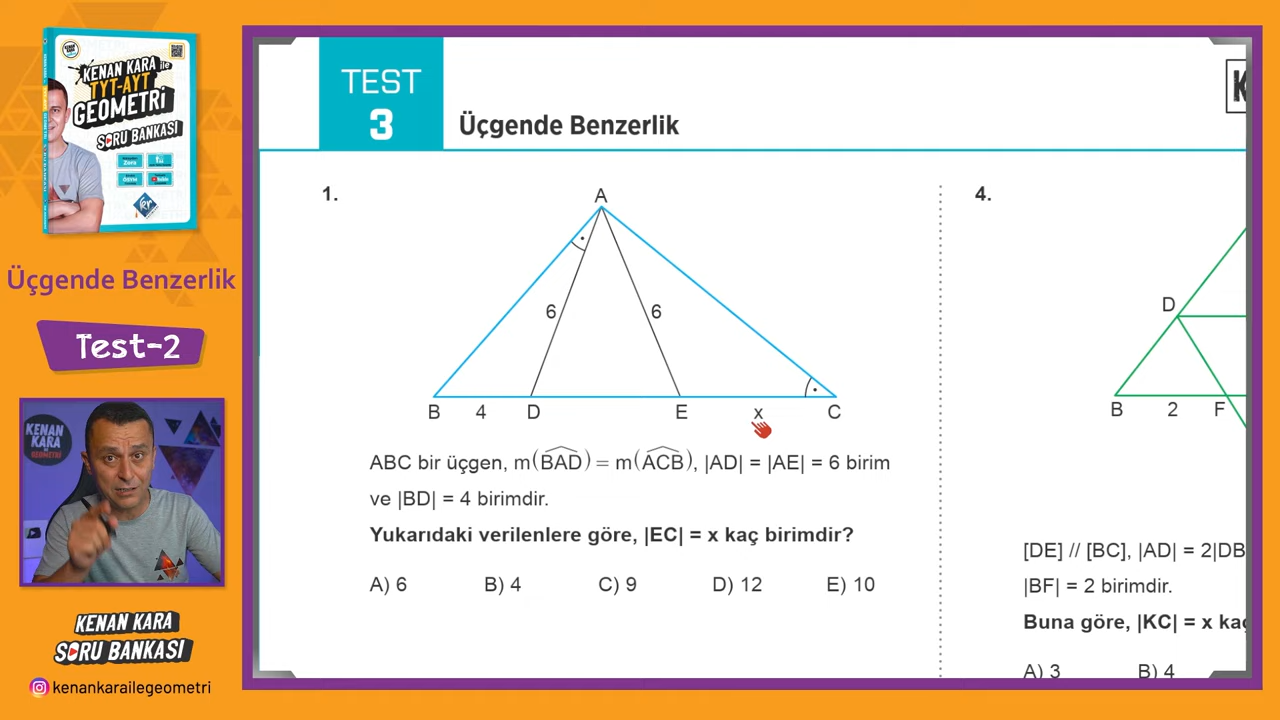 KENAN KARA ile
TYT-AYT
GEOMETRİ
SORU BANKASI
Üçgende Benzerlik
Test-2
KENAN
KARA
GEOMETRİ
KENAN KARA
SORU BANKASI
kenankarailegeometri
TEST
3
Üçgende Benzerlik
K
1.
A
6
6
B 4 D E x C
ABC bir üçgen, m(BAD) = m(ACB), |AD| = |AE| = 6 birim
ve |BD| = 4 birimdir.
Yukarıdaki verilenlere göre, |EC| = x kaç birimdir?
A) 6 B) 4 C) 9 D) 12 E) 10
4.
D
B 2 F
[DE] // [BC], |AD| = 2|DB
|BF| = 2 birimdir.
Buna göre, |KC| = x kaç
A) 3 B) 4